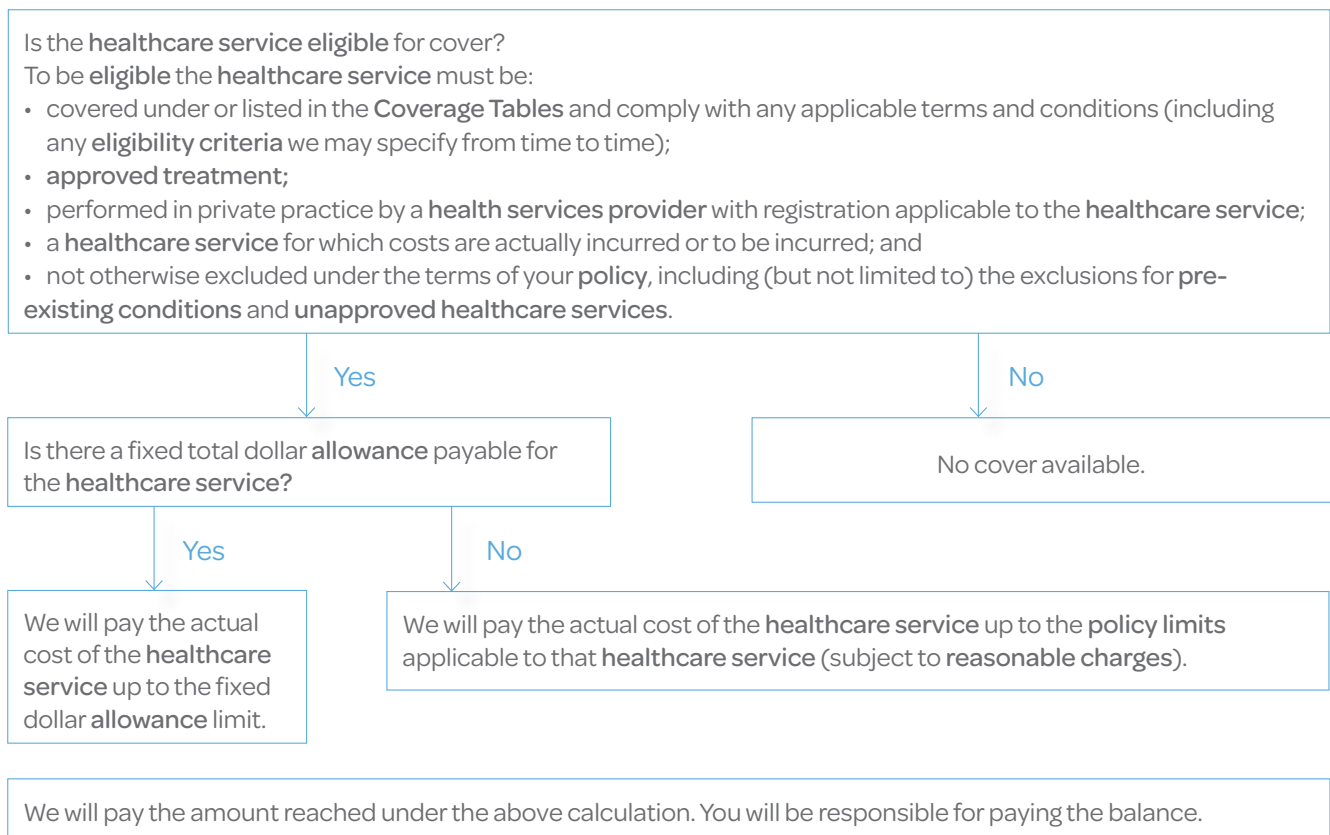 Is the healthcare service eligible for cover?
To be eligible the healthcare service must be:
• covered under or listed in the Coverage Tables and comply with any applicable terms and conditions (including
any eligibility criteria we may specify from time to time);
• approved treatment;
• performed in private practice by a health services provider with registration applicable to the healthcare service;
• a healthcare service for which costs are actually incurred or to be incurred; and
• not otherwise excluded under the terms of your policy, including (but not limited to) the exclusions for pre-
existing conditions and unapproved healthcare services.
Yes
No
Is there a fixed total dollar allowance payable for
the healthcare service?
No cover available.
Yes
No
We will pay the actual
cost of the healthcare
service up to the fixed
dollar allowance limit.
We will pay the actual cost of the healthcare service up to the policy limits
applicable to that healthcare service (subject to reasonable charges).
We will pay the amount reached under the above calculation. You will be responsible for paying the balance.